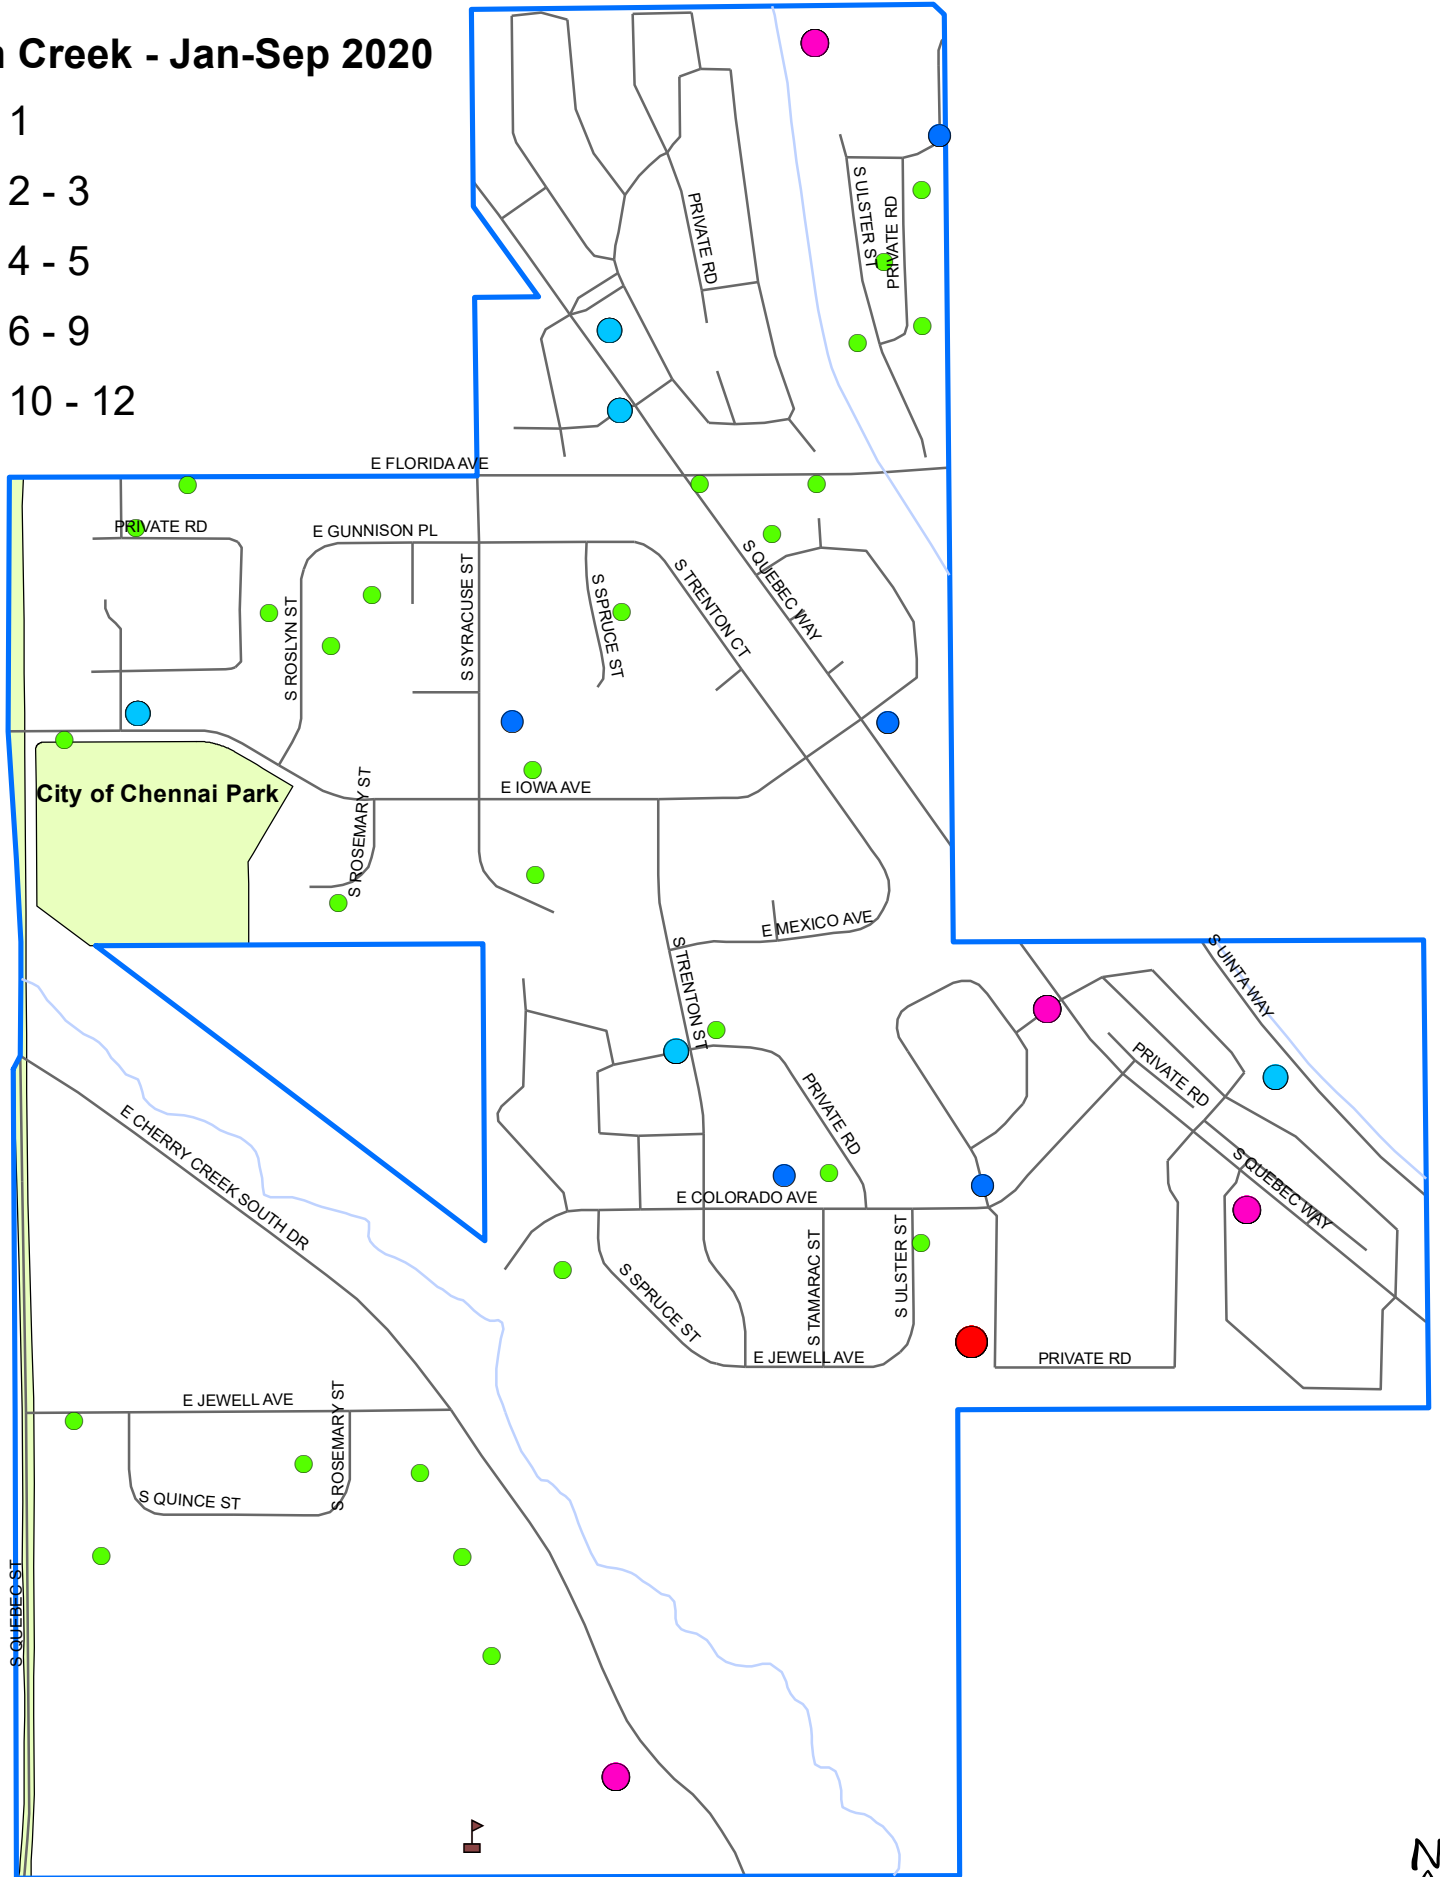 Creek - Jan-Sep 2020
1
2 - 3
4 - 5
6 - 9
10 - 12
PRIVATE RD
S ULSTER ST
PRIVATE RD
E FLORIDA AVE
PRIVATE RD
E GUNNISON PL
S ROSLYN ST
S SYRACUSE ST
S SPRUCE ST
S TRENTON CT
S QUEBEC WAY
City of Chennai Park
E IOWA AVE
S ROSEMARY ST
E MEXICO AVE
S TRENTON ST
S UINTA WAY
PRIVATE RD
PRIVATE RD
E CHERRY CREEK SOUTH DR
S QUEBEC WAY
E COLORADO AVE
S SPRUCE ST
S TAMARAC ST
S ULSTER ST
E JEWELL AVE
PRIVATE RD
E JEWELL AVE
S ROSEMARY ST
S QUINCE ST
S QUEBEC ST
N